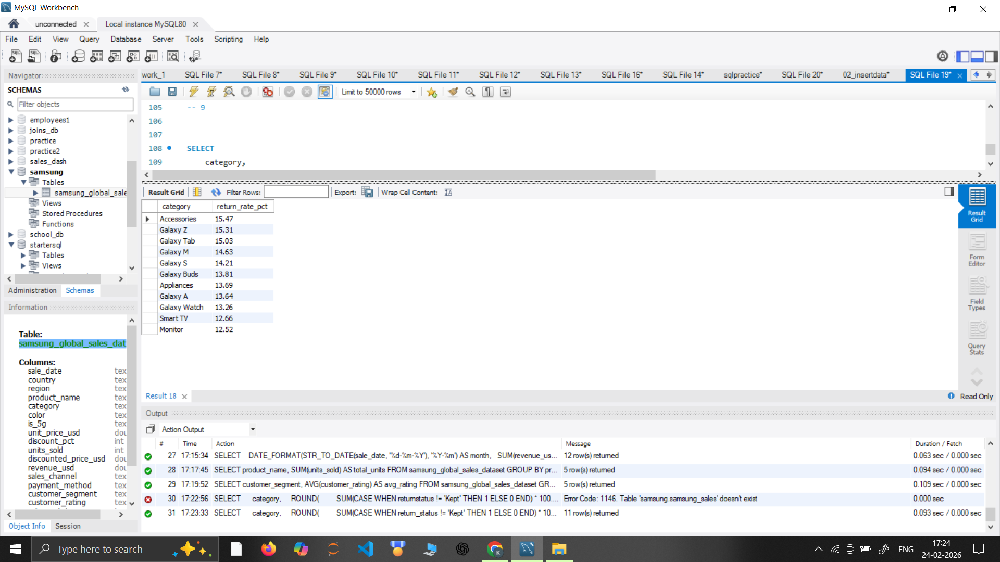 MySQL Workbench
unconnected
Local instance MySQL80
File Edit View Query Database Server Tools Scripting Help
Navigator
SCHEMAS
Filter objects
employees1
joins_db
practice
practice2
sales_dash
samsung
Tables
samsung_global_sale
Views
Stored Procedures
Functions
school_db
startersql
Tables
Views
Administration Schemas
Information
Table:
samsung_global_sales_dat
Columns:
sale_date tex
country tex
region tex
product_name tex
category tex
color tex
is_5g tex
unit_price_usd dou
discount_pct int
units_sold int
discounted_price_usd dou
revenue_usd dou
sales_channel tex
payment_method tex
customer_segment tex
customer_rating tex
Object Info Session
work_1 SQL File 7* SQL File 8* SQL File 9* SQL File 10* SQL File 11* SQL File 12* SQL File 13* SQL File 16* SQL File 14* sqlpractice* SQL File 20* 02_insertdata* SQL File 19*
Limit to 50000 rows
105 -- 9
106
107
108 SELECT
109 category,
Result Grid Filter Rows: Export: Wrap Cell Content:
category return_rate_pct
Accessories 15.47
Galaxy Z 15.31
Galaxy Tab 15.03
Galaxy M 14.63
Galaxy S 14.21
Galaxy Buds 13.81
Appliances 13.69
Galaxy A 13.64
Galaxy Watch 13.26
Smart TV 12.66
Monitor 12.52
Result Grid
Form Editor
Field Types
Query Stats
Result 18
Read Only
Output
Action Output
# Time Action Message Duration / Fetch
27 17:15:34 SELECT DATE_FORMAT(STR_TO_DATE(sale_date, '%d-%m-%Y'), '%Y-%m') AS month, SUM(revenue_us... 12 row(s) returned 0.063 sec / 0.000 sec
28 17:17:45 SELECT product_name, SUM(units_sold) AS total_units FROM samsung_global_sales_dataset GROUP BY pr... 5 row(s) returned 0.094 sec / 0.000 sec
29 17:19:52 SELECT customer_segment, AVG(customer_rating) AS avg_rating FROM samsung_global_sales_dataset GR... 5 row(s) returned 0.109 sec / 0.000 sec
30 17:22:56 SELECT category, ROUND( SUM(CASE WHEN returnstatus != 'Kept' THEN 1 ELSE 0 END) * 100.... Error Code: 1146. Table 'samsung.samsung_sales' doesn't exist 0.000 sec
31 17:23:33 SELECT category, ROUND( SUM(CASE WHEN return_status != 'Kept' THEN 1 ELSE 0 END) * 10... 11 row(s) returned 0.093 sec / 0.000 sec
Type here to search
ENG
17:24
24-02-2026